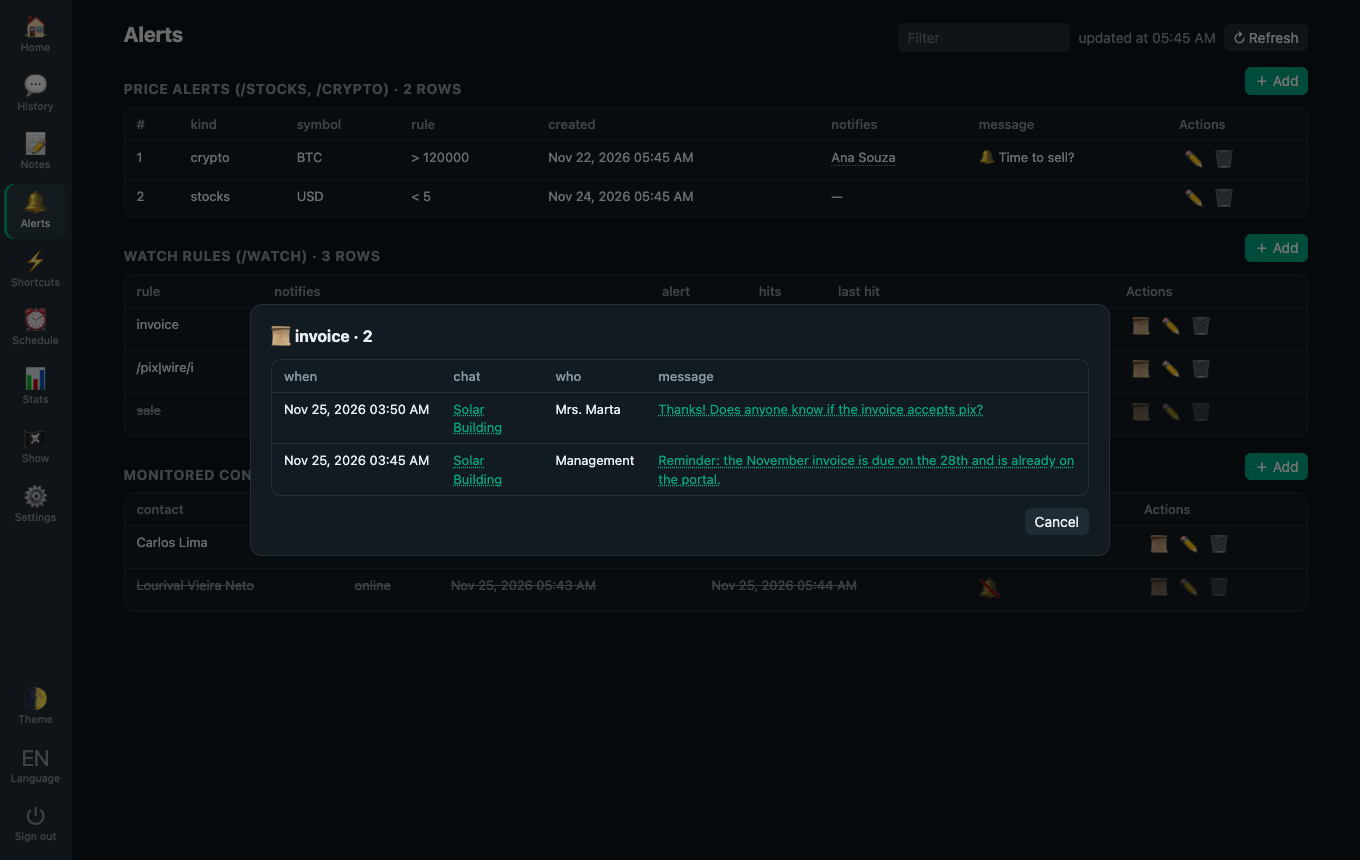 Home
History
Notes
Alerts
Shortcuts
Schedule
Stats
Show
Settings
Theme
EN
Language
Sign out
Alerts
Filter
updated at 05:45 AM
Refresh
PRICE ALERTS (/STOCKS, /CRYPTO) · 2 ROWS
+ Add
# kind symbol rule created notifies message Actions
1 crypto BTC > 120000 Nov 22, 2026 05:45 AM Ana Souza Time to sell?
2 stocks USD < 5 Nov 24, 2026 05:45 AM —
WATCH RULES (/WATCH) · 3 ROWS
+ Add
rule notifies alert hits last hit Actions
invoice
/pix|wire/i
sale
invoice · 2
when chat who message
Nov 25, 2026 03:50 AM Solar Building Mrs. Marta Thanks! Does anyone know if the invoice accepts pix?
Nov 25, 2026 03:45 AM Solar Building Management Reminder: the November invoice is due on the 28th and is already on
the portal.
Cancel
MONITORED CON
+ Add
contact Actions
Carlos Lima
Lourival Vieira Neto online Nov 25, 2026 05:43 AM Nov 25, 2026 05:44 AM